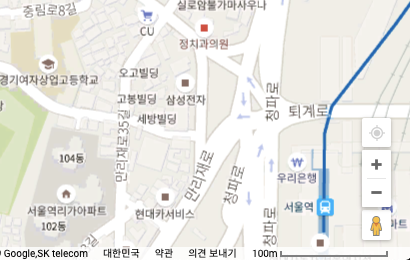 중림로8길
실로암불가마사우나
CU
정치과의원
경기여자상업고등학교
오고빌딩
고봉빌딩
삼성전자
세방빌딩
만리재로35길
청파로
퇴계로
104동
만리재로
청파로
우리은행
서울역리가아파트
102동
현대카서비스
서울역
파트
8길
청파로
© Google,SK telecom
대한민국
약관
의견 보내기
100m
+
−